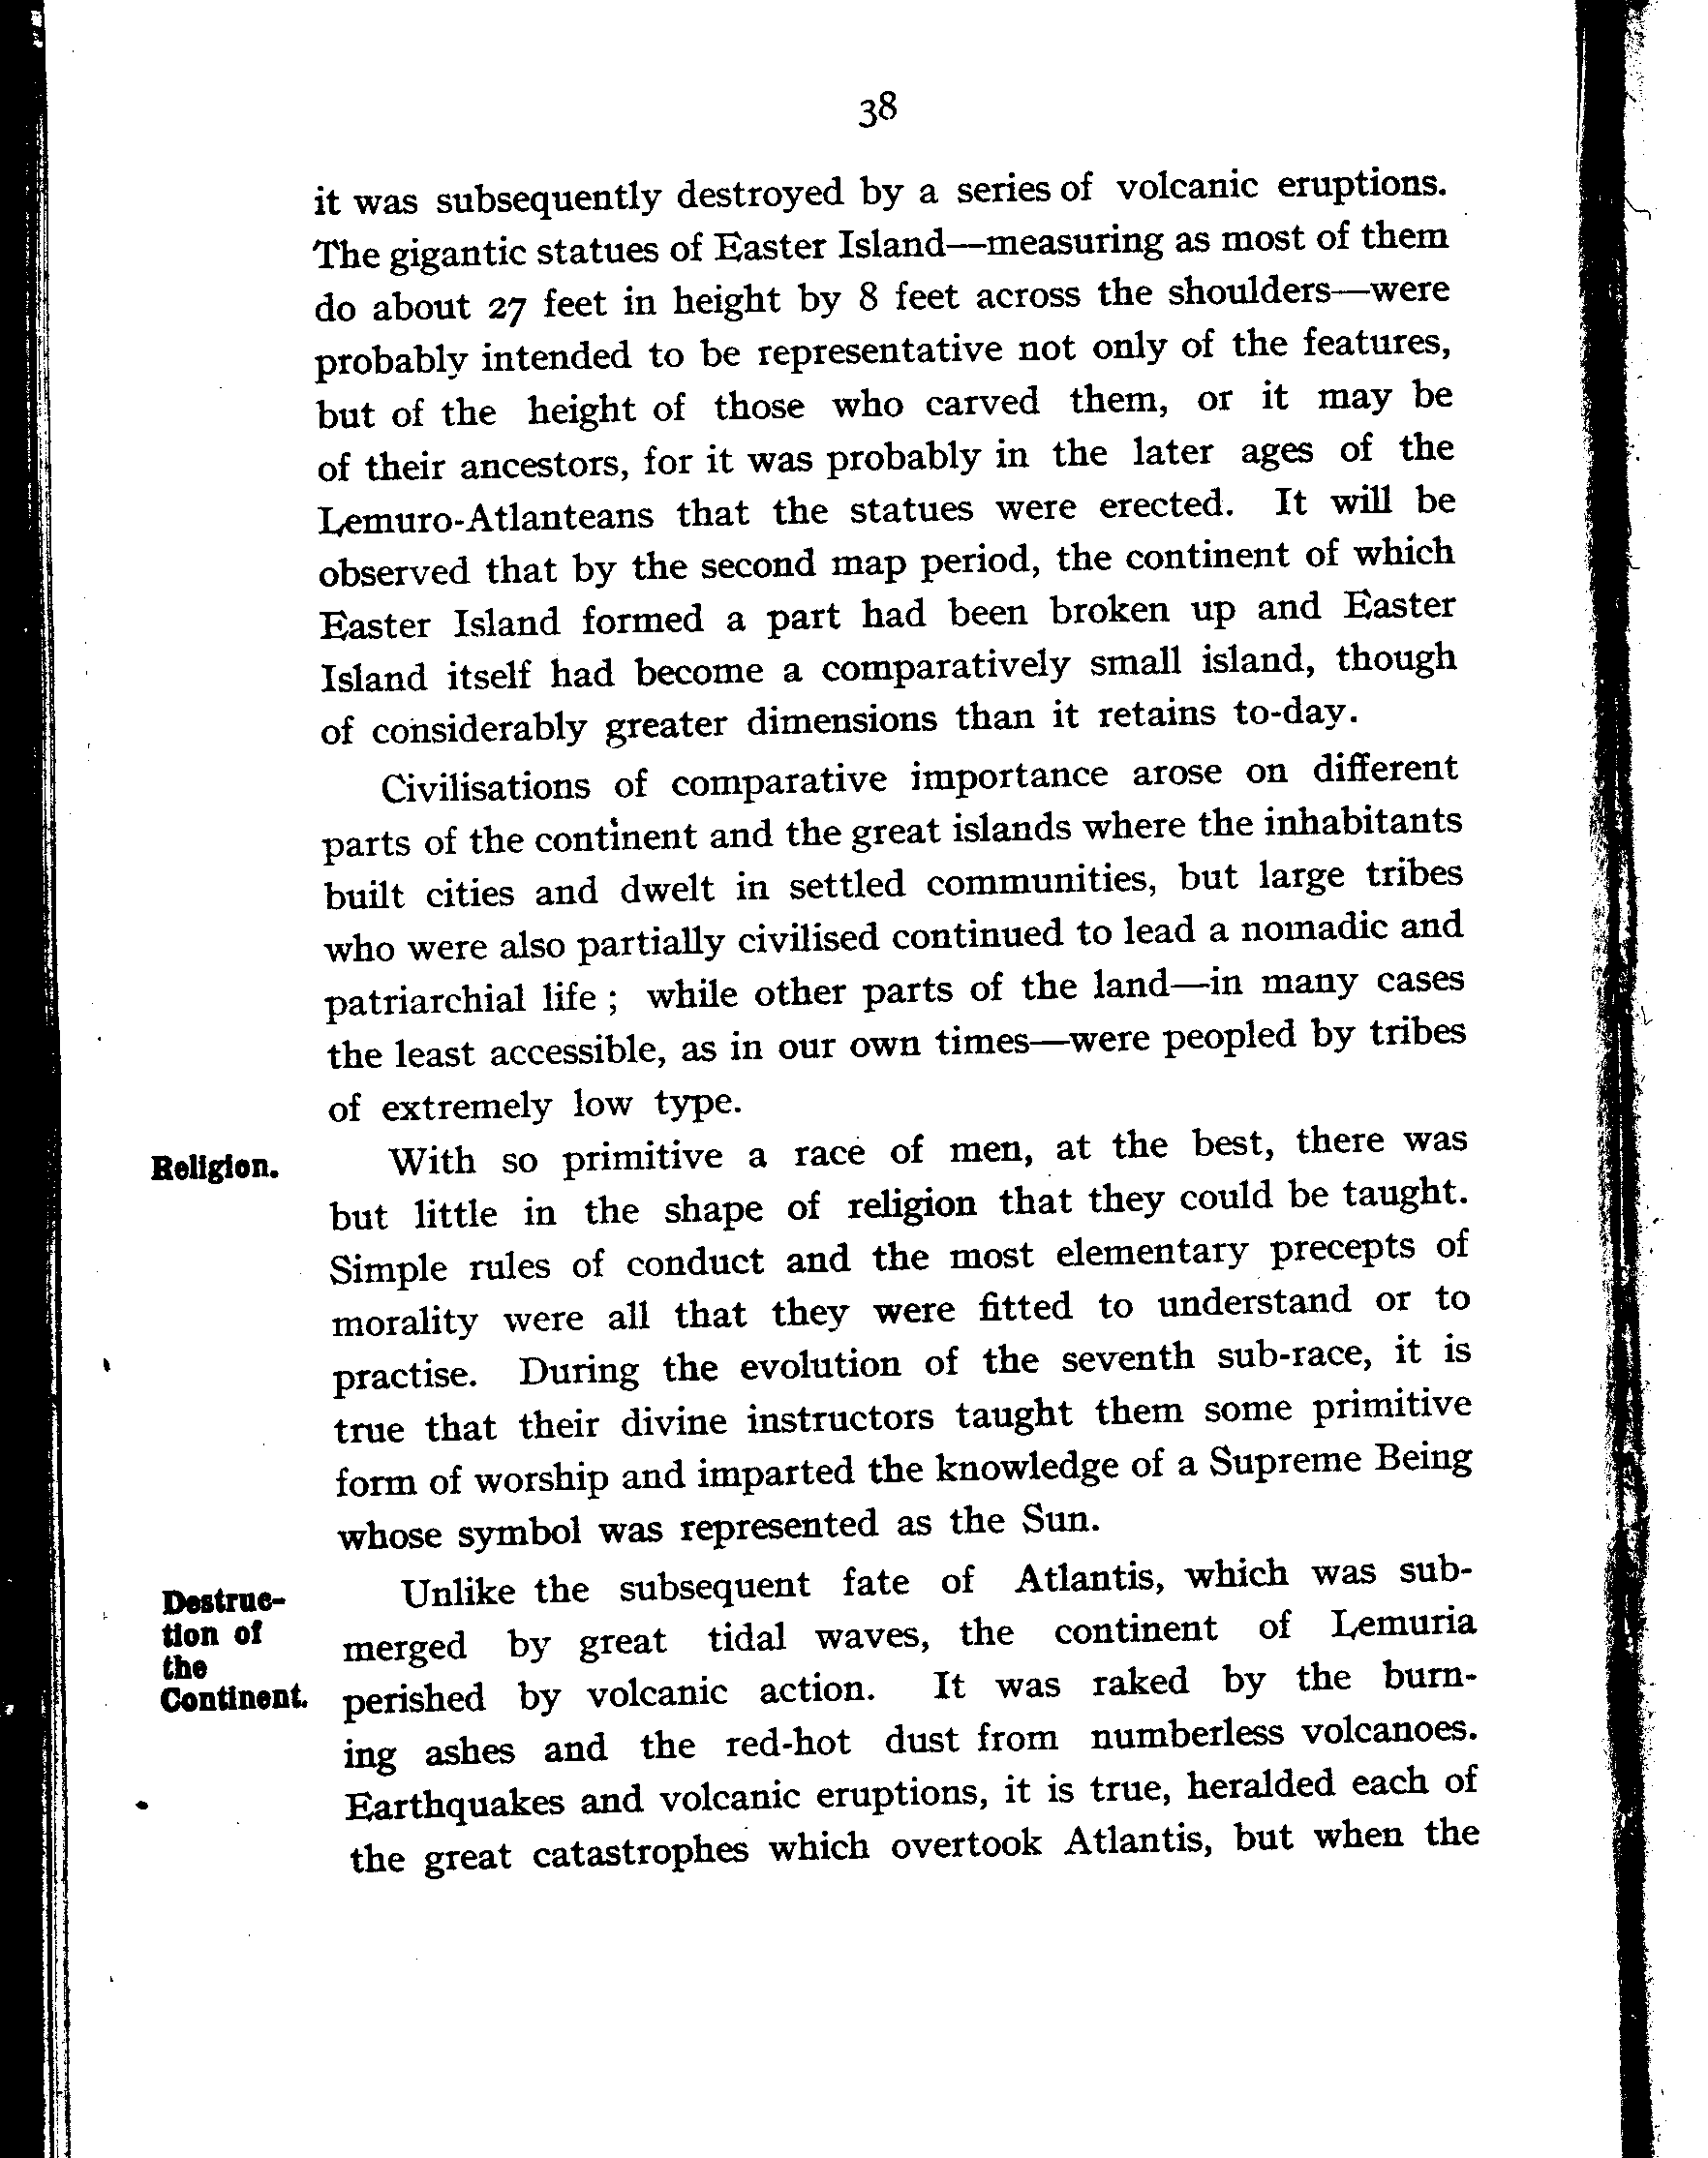 38
it was subsequently destroyed by a series of volcanic eruptions.
The gigantic statues of Easter Island—measuring as most of them
do about 27 feet in height by 8 feet across the shoulders—were
probably intended to be representative not only of the features,
but of the height of those who carved them, or it may be
of their ancestors, for it was probably in the later ages of the
Lemuro-Atlanteans that the statues were erected. It will be
observed that by the second map period, the continent of which
Easter Island formed a part had been broken up and Easter
Island itself had become a comparatively small island, though
of considerably greater dimensions than it retains to-day.
Civilisations of comparative importance arose on different
parts of the continent and the great islands where the inhabitants
built cities and dwelt in settled communities, but large tribes
who were also partially civilised continued to lead a nomadic and
patriarchial life ; while other parts of the land—in many cases
the least accessible, as in our own times—were peopled by tribes
of extremely low type.
Religion.
With so primitive a race of men, at the best, there was
but little in the shape of religion that they could be taught.
Simple rules of conduct and the most elementary precepts of
morality were all that they were fitted to understand or to
practise. During the evolution of the seventh sub-race, it is
true that their divine instructors taught them some primitive
form of worship and imparted the knowledge of a Supreme Being
whose symbol was represented as the Sun.
Destruc-
tion of
the
Continent.
Unlike the subsequent fate of Atlantis, which was sub-
merged by great tidal waves, the continent of Lemuria
perished by volcanic action. It was raked by the burn-
ing ashes and the red-hot dust from numberless volcanoes.
Earthquakes and volcanic eruptions, it is true, heralded each of
the great catastrophes which overtook Atlantis, but when the